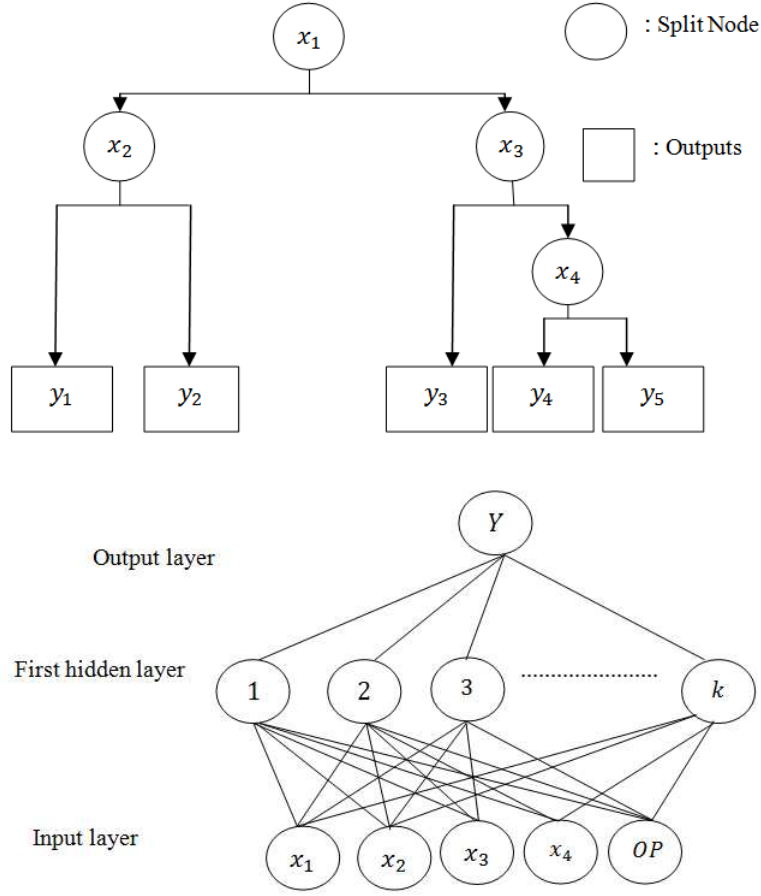 x₁
: Split Node
x₂
x₃
: Outputs
x₄
y₁
y₂
y₃
y₄
y₅
Y
Output layer
First hidden layer
1
2
3
k
Input layer
x₁
x₂
x₃
x₄
OP